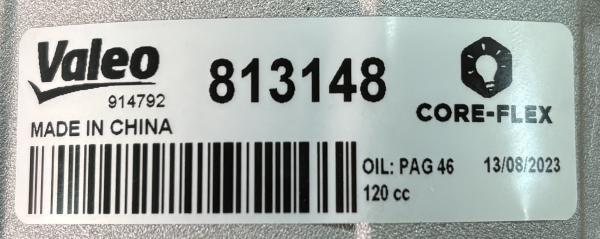 Valeo
813148
914792
CORE-FLEX
MADE IN CHINA
OIL: PAG 46 13/08/2023
120 cc